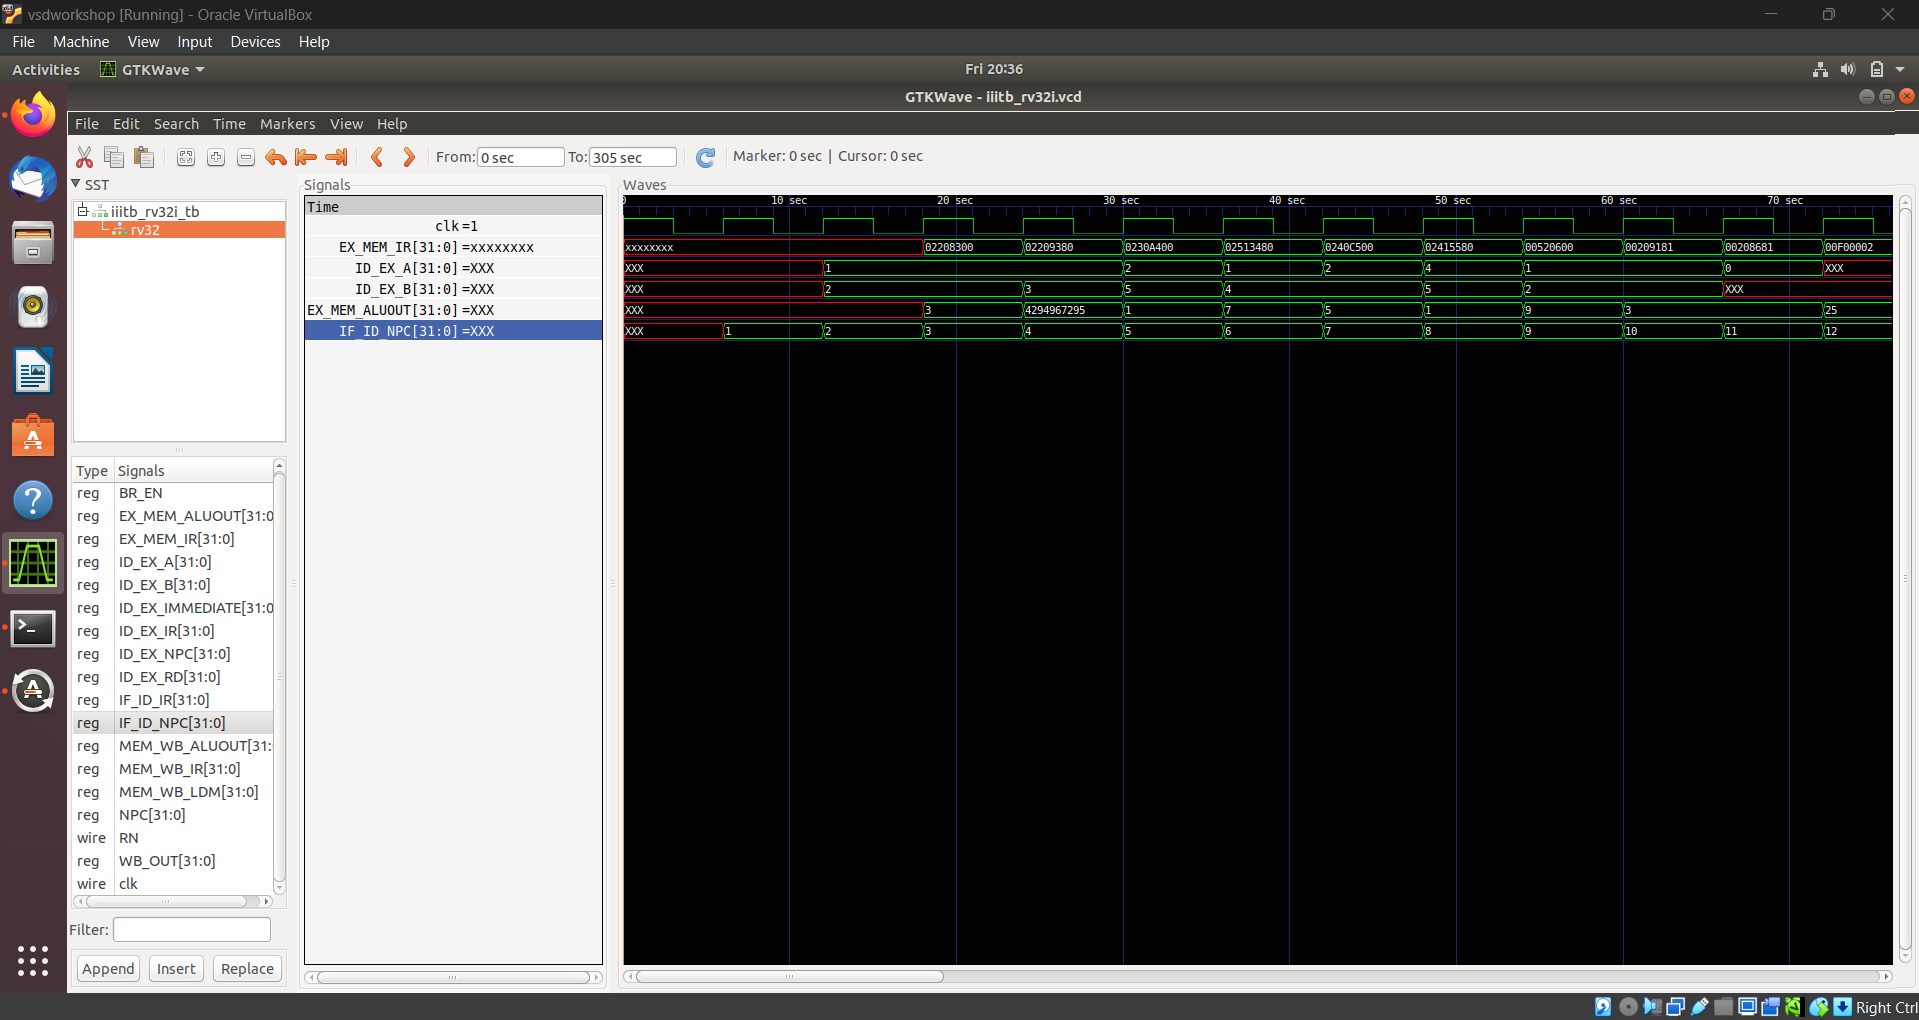 vsdworkshop [Running] - Oracle VirtualBox
File Machine View Input Devices Help
Activities GTKWave Fri 20:36
GTKWave - iiitb_rv32i.vcd
File Edit Search Time Markers View Help
From: 0 sec To: 305 sec Marker: 0 sec | Cursor: 0 sec
SST
iiitb_rv32i_tb
rv32
Type Signals
reg BR_EN
reg EX_MEM_ALUOUT[31:0
reg EX_MEM_IR[31:0]
reg ID_EX_A[31:0]
reg ID_EX_B[31:0]
reg ID_EX_IMMEDIATE[31:0
reg ID_EX_IR[31:0]
reg ID_EX_NPC[31:0]
reg ID_EX_RD[31:0]
reg IF_ID_IR[31:0]
reg IF_ID_NPC[31:0]
reg MEM_WB_ALUOUT[31:
reg MEM_WB_IR[31:0]
reg MEM_WB_LDM[31:0]
reg NPC[31:0]
wire RN
reg WB_OUT[31:0]
wire clk
Filter:
Append Insert Replace
Signals
Time
clk =1
EX_MEM_IR[31:0] =xxxxxxxx
ID_EX_A[31:0] =XXX
ID_EX_B[31:0] =XXX
EX_MEM_ALUOUT[31:0] =XXX
IF_ID_NPC[31:0] =XXX
Waves
0 10 sec 20 sec 30 sec 40 sec 50 sec 60 sec 70 sec
xxxxxxxx 02208300 02209380 0230A400 02513480 0240C500 02415580 00520600 00209181 00208681 00F00002
XXX 1 2 1 2 4 1 0 XXX
XXX 2 3 5 4 5 2 XXX
XXX 3 4294967295 1 7 5 1 9 3 25
XXX 1 2 3 4 5 6 7 8 9 10 11 12
Right Ctrl